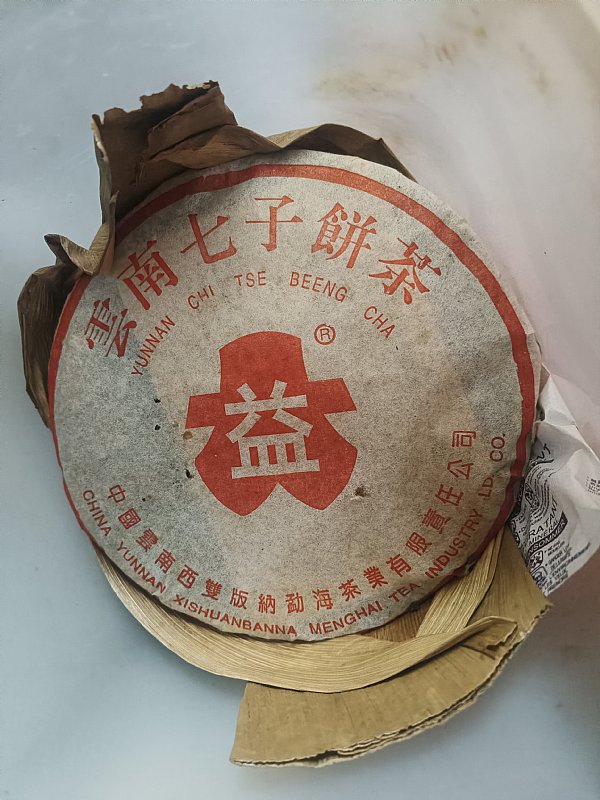 雲南七子餅茶
YUNNAN CHI TSE BEENG CHA
®
益
中國雲南西雙版納勐海茶業有限責任公司
CHINA YUNNAN XISHUANBANNA MENGHAI TEA INDUSTRY LD. CO.